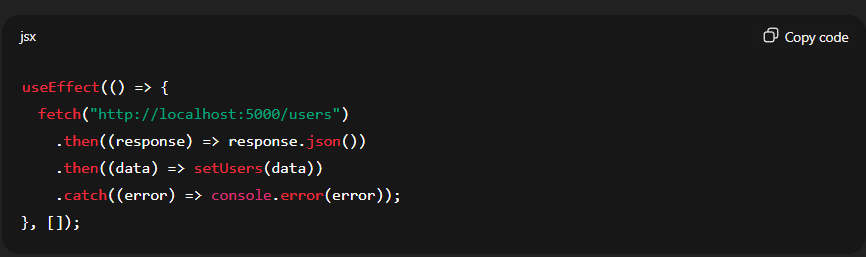 jsx
Copy code
useEffect(() => {
  fetch("http://localhost:5000/users")
    .then((response) => response.json())
    .then((data) => setUsers(data))
    .catch((error) => console.error(error));
}, []);